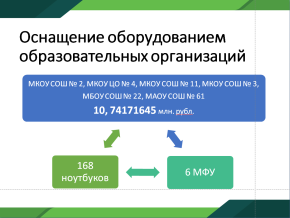 Оснащение оборудованием
образовательных организаций
МКОУ СОШ № 2, МКОУ ЦО № 4, МКОУ СОШ № 11, МКОУ СОШ № 3,
МБОУ СОШ № 22, МАОУ СОШ № 61
10, 74171645 млн. рубл.
168
ноутбуков
6 МФУ